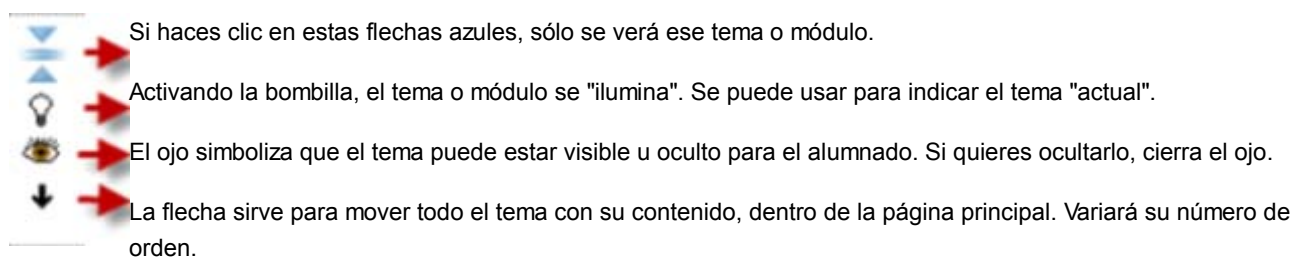 Si haces clic en estas flechas azules, sólo se verá ese tema o módulo.
Activando la bombilla, el tema o módulo se "ilumina". Se puede usar para indicar el tema "actual".
El ojo simboliza que el tema puede estar visible u oculto para el alumnado. Si quieres ocultarlo, cierra el ojo.
La flecha sirve para mover todo el tema con su contenido, dentro de la página principal. Variará su número de
orden.